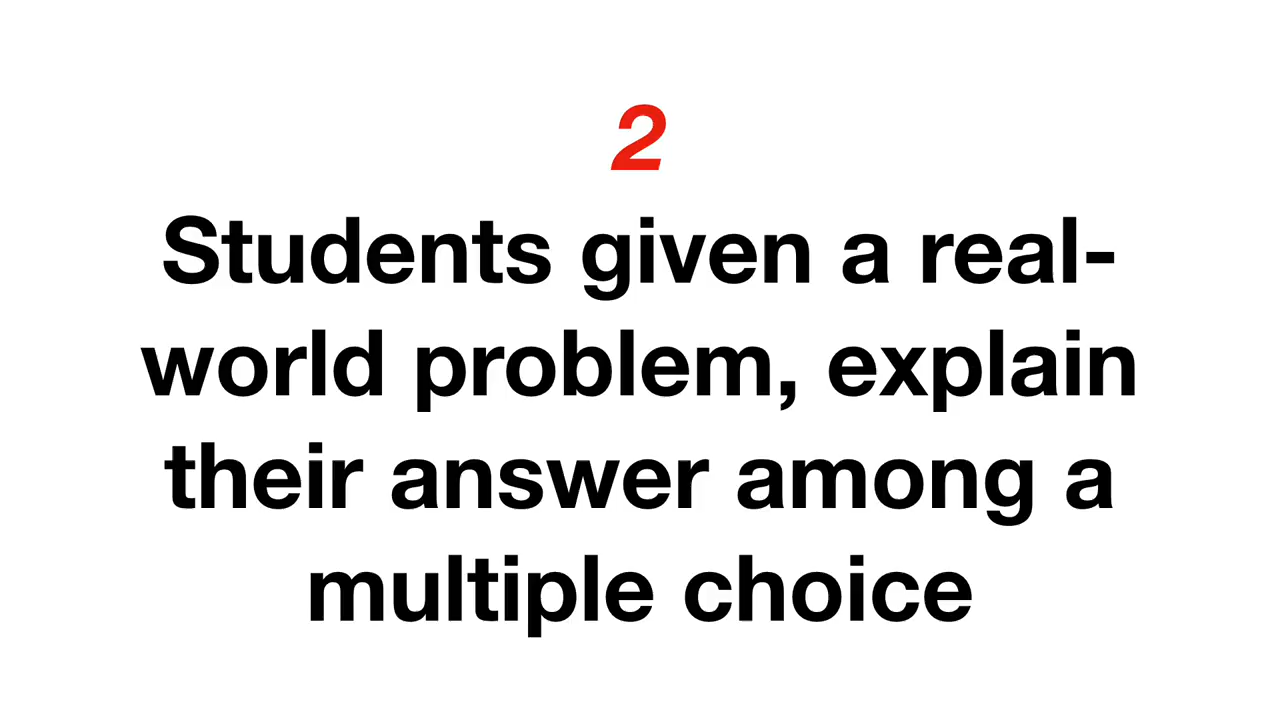 2
Students given a real-
world problem, explain
their answer among a
multiple choice